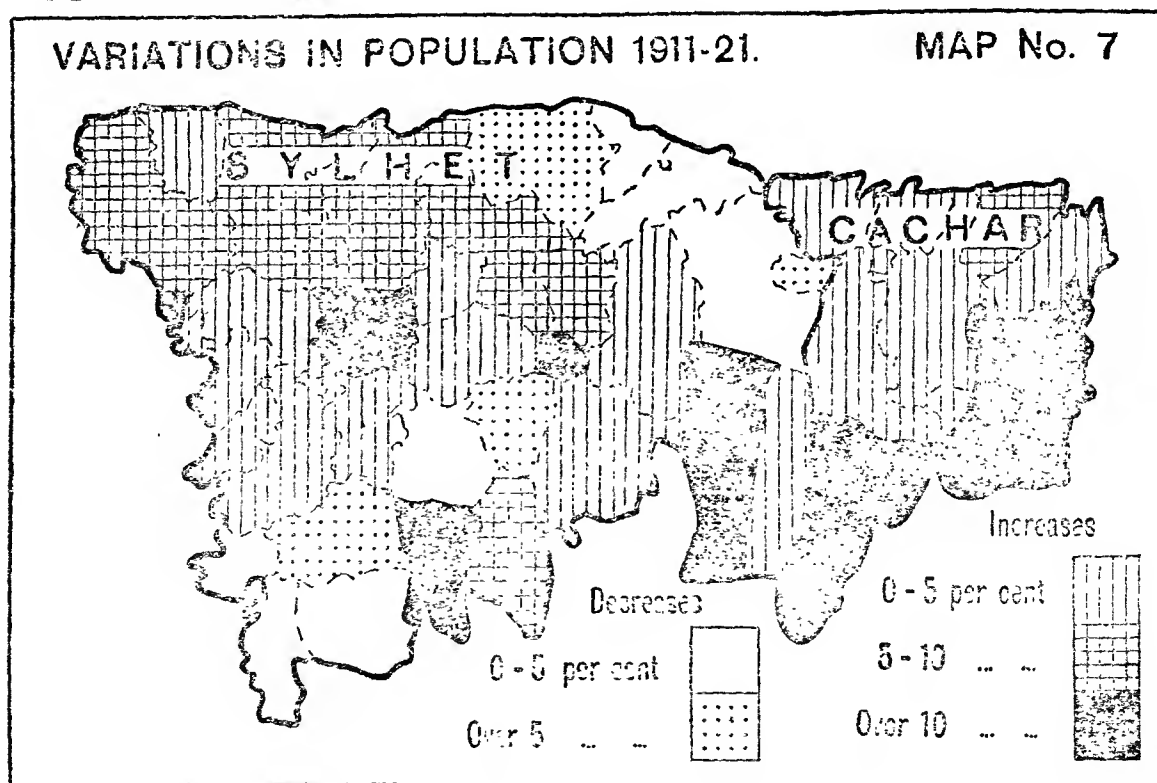 VARIATIONS IN POPULATION 1911-21. MAP No. 7
SYLHET
CACHAR
Increases
Decreases
0 - 5 per cent
5 - 10 ... ...
Over 10 ... ...
0 - 5 per cent
Over 5 ... ...